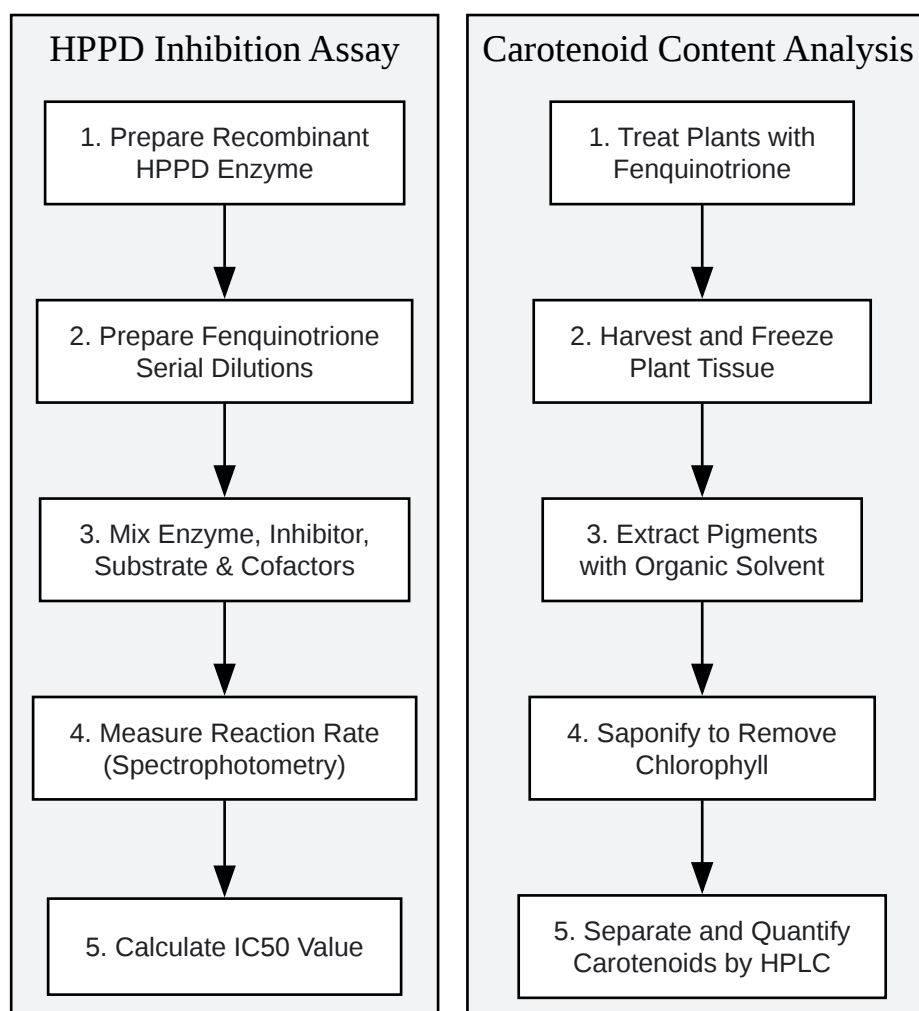 HPPD Inhibition Assay
1. Prepare Recombinant
HPPD Enzyme
2. Prepare Fenquinotrione
Serial Dilutions
3. Mix Enzyme, Inhibitor,
Substrate & Cofactors
4. Measure Reaction Rate
(Spectrophotometry)
5. Calculate IC50 Value
Carotenoid Content Analysis
1. Treat Plants with
Fenquinotrione
2. Harvest and Freeze
Plant Tissue
3. Extract Pigments
with Organic Solvent
4. Saponify to Remove
Chlorophyll
5. Separate and Quantify
Carotenoids by HPLC